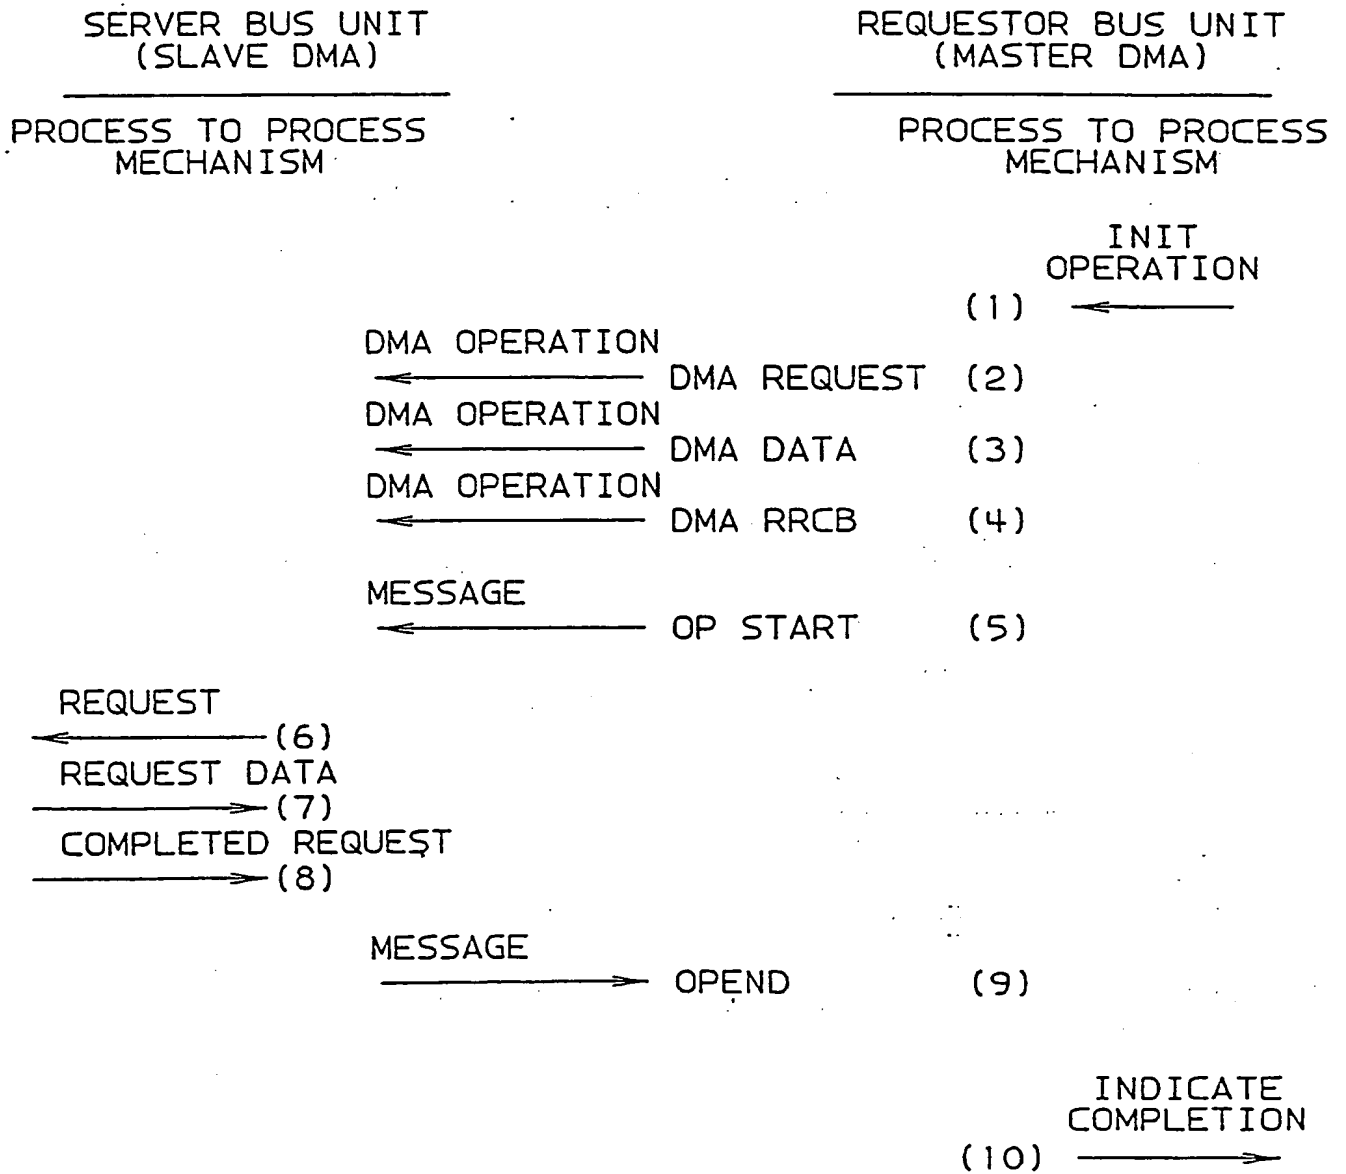 SERVER BUS UNIT
(SLAVE DMA)
REQUESTOR BUS UNIT
(MASTER DMA)
PROCESS TO PROCESS
MECHANISM
PROCESS TO PROCESS
MECHANISM
INIT
OPERATION
(1)
DMA OPERATION
DMA REQUEST (2)
DMA OPERATION
DMA DATA (3)
DMA OPERATION
DMA RRCB (4)
MESSAGE
OP START (5)
REQUEST
(6)
REQUEST DATA
(7)
COMPLETED REQUEST
(8)
MESSAGE
OPEND (9)
INDICATE
COMPLETION
(10)